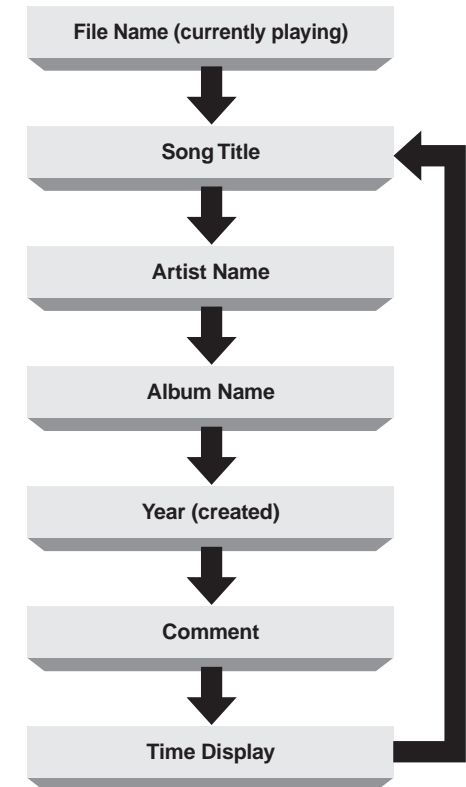 File Name (currently playing)
Song Title
Artist Name
Album Name
Year (created)
Comment
Time Display